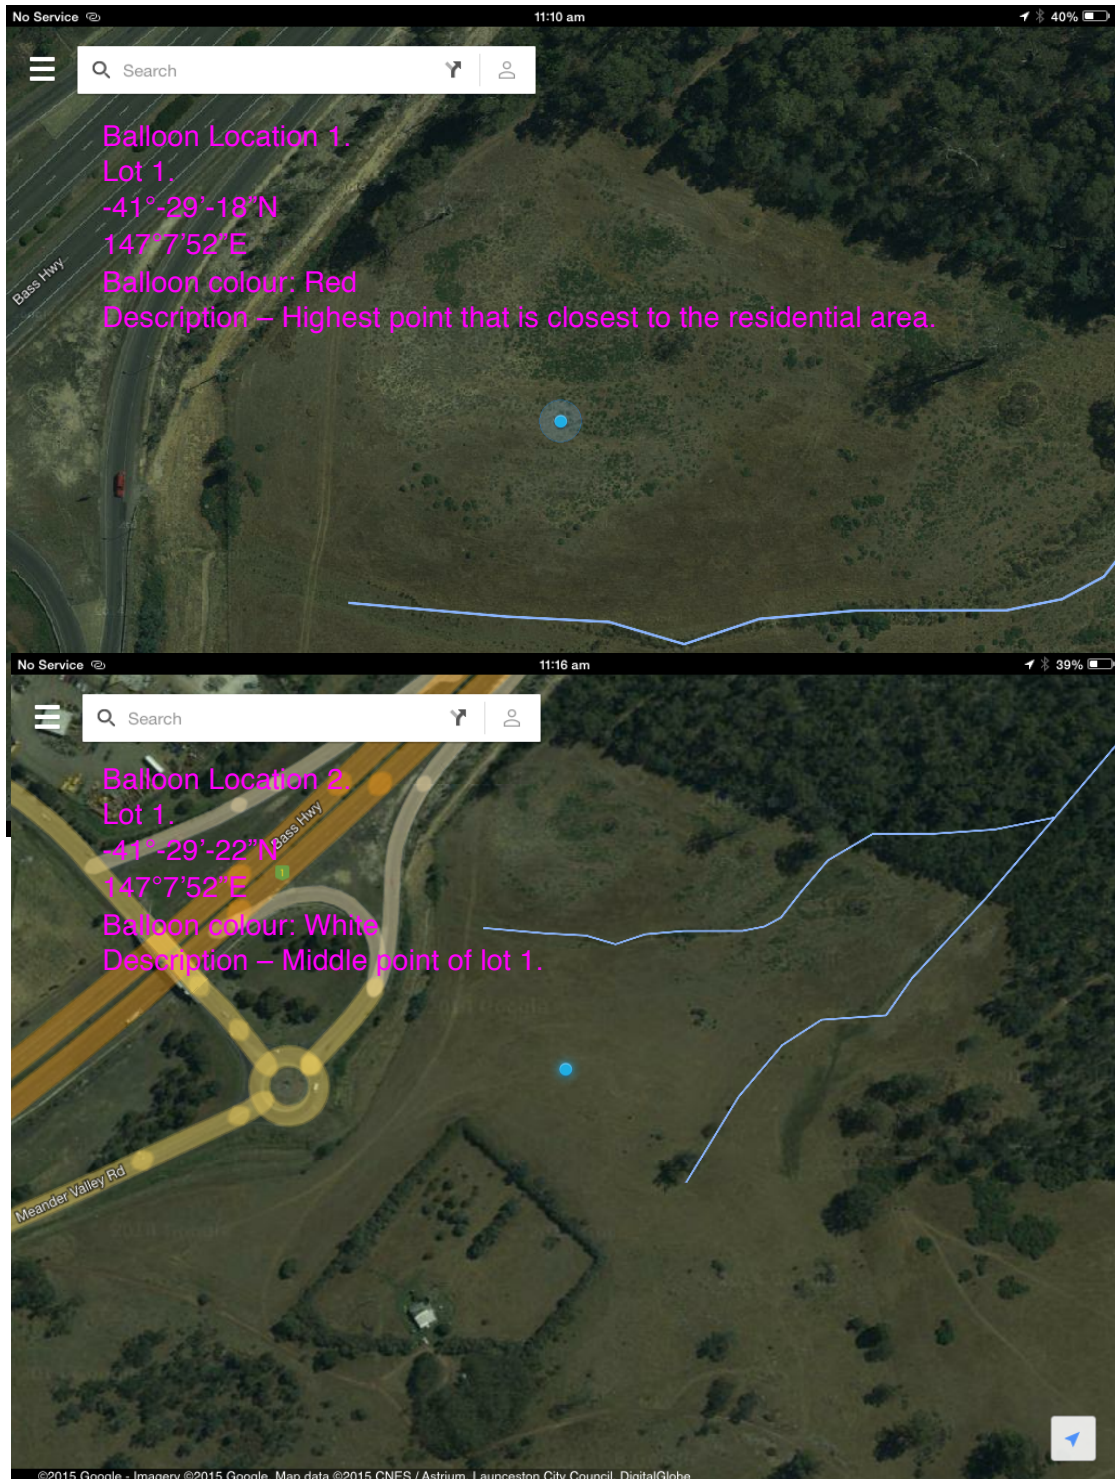 No Service 11:10 am 40%
Search
Balloon Location 1.
Lot 1,
-41°-29’-18”N
147°7’52”E
Bass Hwy
Balloon colour: Red
Description – Highest point that is closest to the residential area.
No Service 11:16 am 39%
Search
Balloon Location 2.
Lot 1.
Bass Hwy
-41°-29’-22”N
1
147°7’52”E
Balloon colour: White
Description – Middle point of lot 1.
Meander Valley Rd
©2015 Google - Imagery ©2015 Google, Map data ©2015 CNES / Astrium, Launceston City Council, DigitalGlobe